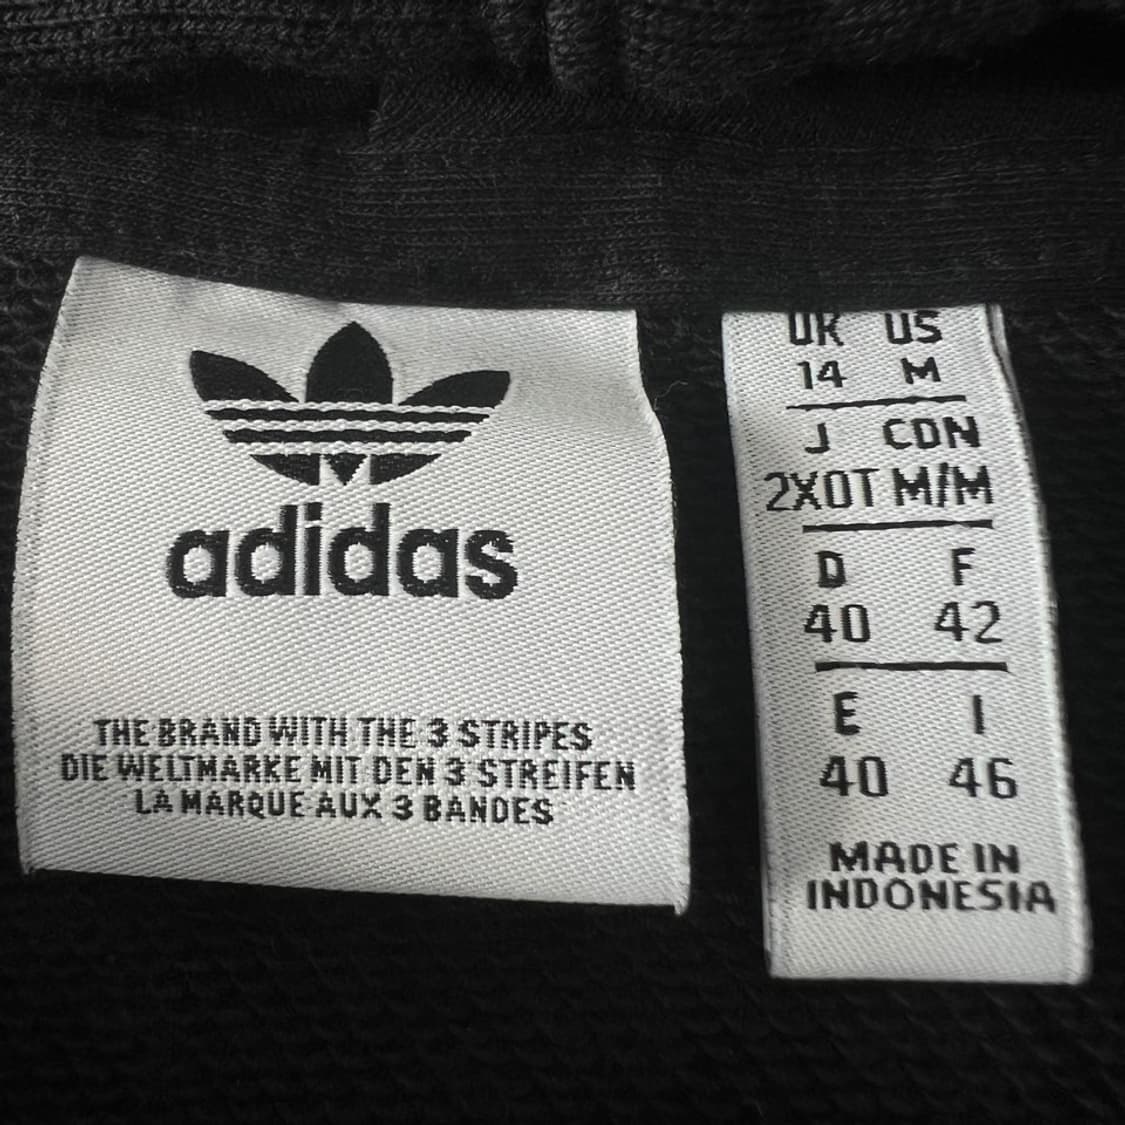 adidas
THE BRAND WITH THE 3 STRIPES
DIE WELTMARKE MIT DEN 3 STREIFEN
LA MARQUE AUX 3 BANDES
UK US
14 M
J CDN
2XOT M/M
D F
40 42
E I
40 46
MADE IN
INDONESIA